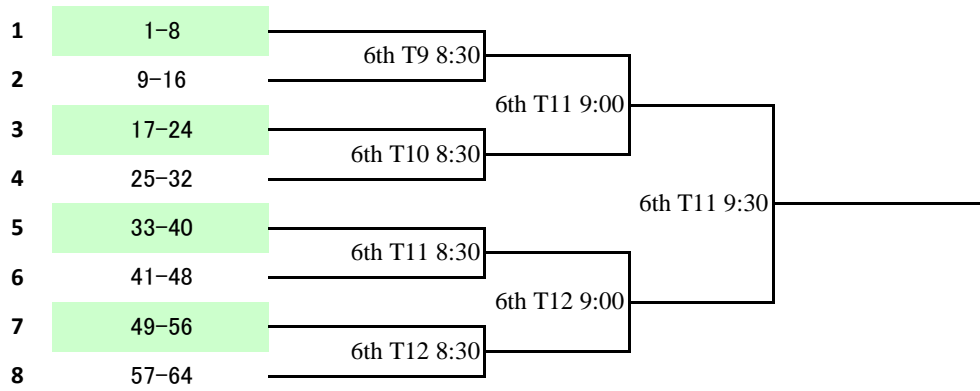 1 1-8
6th T9 8:30
2 9-16
6th T11 9:00
3 17-24
6th T10 8:30
4 25-32
6th T11 9:30
5 33-40
6th T11 8:30
6 41-48
6th T12 9:00
7 49-56
6th T12 8:30
8 57-64